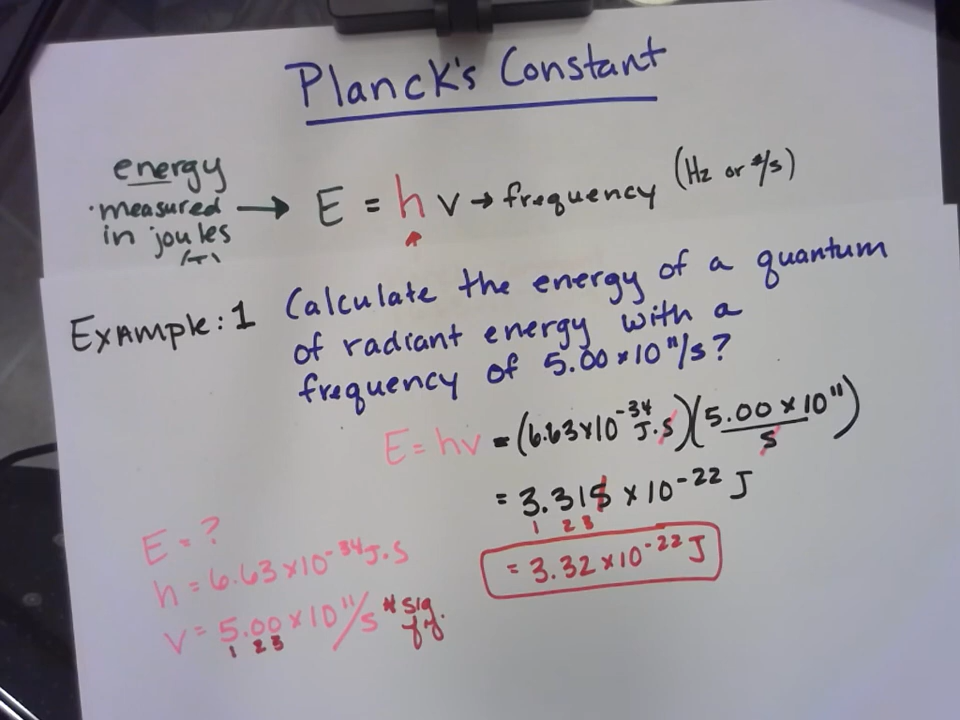 Planck's Constant
energy
• measured
in joules
(J)
→ E = h ν → frequency (Hz or #/s)
Example: 1
Calculate the energy of a quantum
of radiant energy with a
frequency of 5.00 x 10¹¹/s?
E = hν = (6.63 x 10⁻³⁴ J·s)(5.00 x 10¹¹/s)
= 3.315 x 10⁻²² J
1 2 3
= 3.32 x 10⁻²² J
E = ?
h = 6.63 x 10⁻³⁴ J·s
ν = 5.00 x 10¹¹/s * sig.
fig.
1 2 3